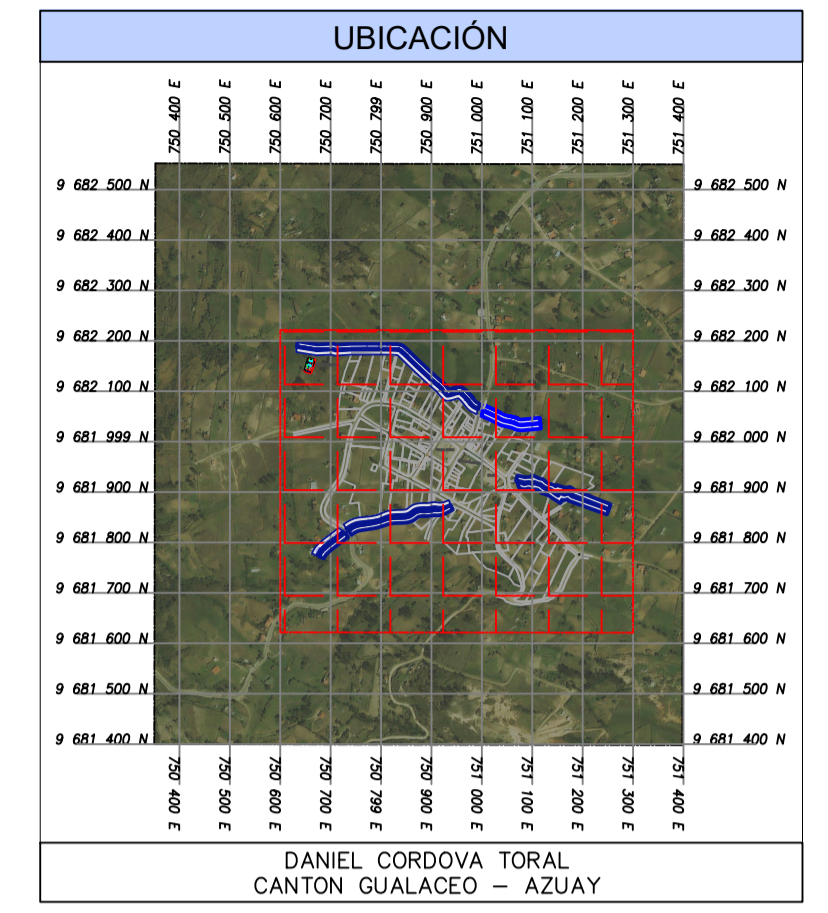 UBICACIÓN
750 400 E
750 500 E
750 600 E
750 700 E
750 799 E
750 900 E
751 000 E
751 100 E
751 200 E
751 300 E
751 400 E
9 682 500 N
9 682 500 N
9 682 400 N
9 682 400 N
9 682 300 N
9 682 300 N
9 682 200 N
9 682 200 N
9 682 100 N
9 682 100 N
9 681 999 N
9 682 000 N
9 681 900 N
9 681 900 N
9 681 800 N
9 681 800 N
9 681 700 N
9 681 700 N
9 681 600 N
9 681 600 N
9 681 500 N
9 681 500 N
9 681 400 N
9 681 400 N
750 400 E
750 500 E
750 600 E
750 700 E
750 799 E
750 900 E
751 000 E
751 100 E
751 200 E
751 300 E
751 400 E
DANIEL CORDOVA TORAL
CANTON GUALACEO – AZUAY